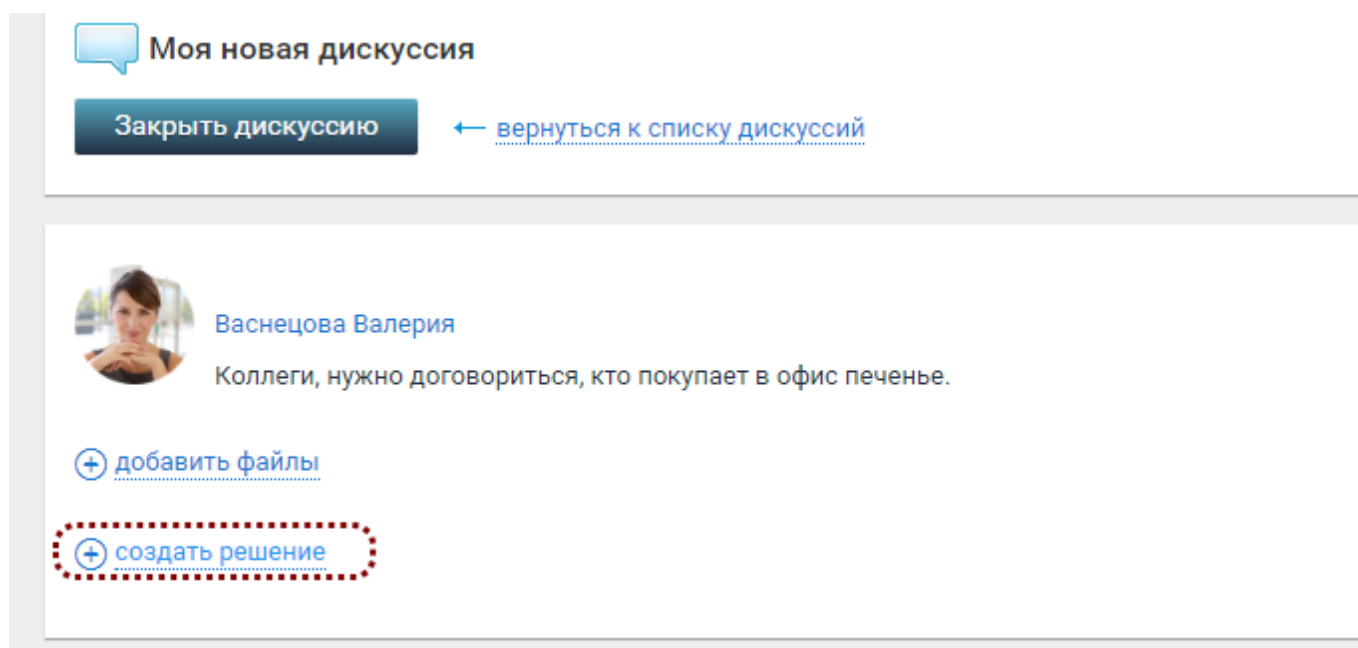 Моя новая дискуссия
Закрыть дискуссию ← вернуться к списку дискуссий
Васнецова Валерия
Коллеги, нужно договориться, кто покупает в офис печенье.
добавить файлы
создать решение